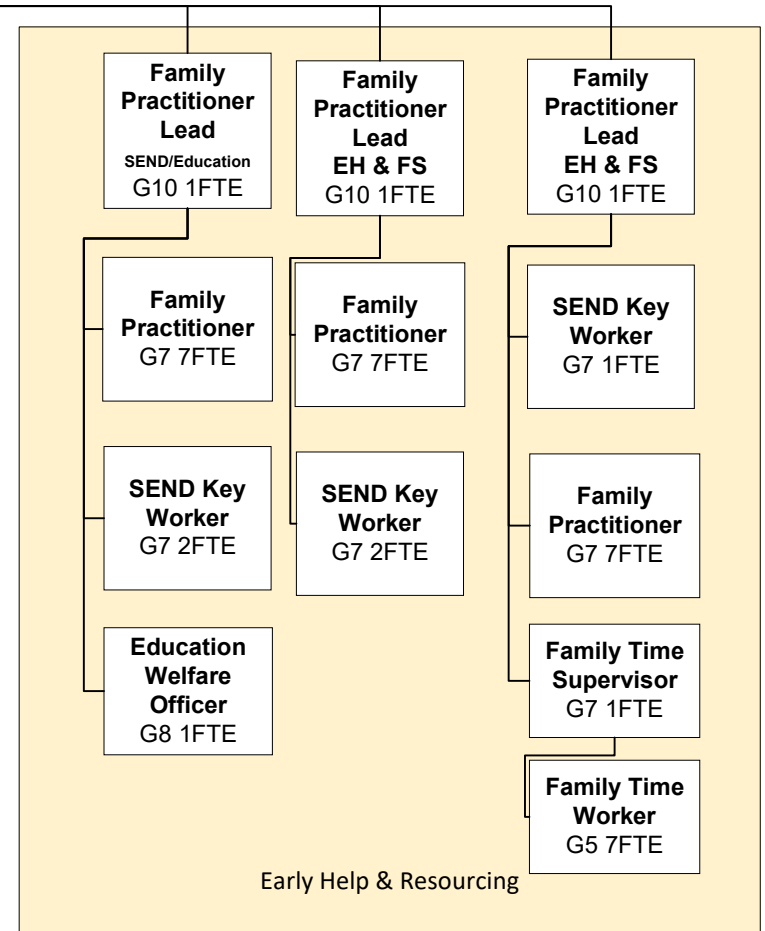 Family
Practitioner
Lead
SEND/Education
G10 1FTE
Family
Practitioner
G7 7FTE
SEND Key
Worker
G7 2FTE
Education
Welfare
Officer
G8 1FTE
Family
Practitioner
Lead
EH & FS
G10 1FTE
Family
Practitioner
G7 7FTE
SEND Key
Worker
G7 2FTE
Family
Practitioner
Lead
EH & FS
G10 1FTE
SEND Key
Worker
G7 1FTE
Family
Practitioner
G7 7FTE
Family Time
Supervisor
G7 1FTE
Family Time
Worker
G5 7FTE
Early Help & Resourcing